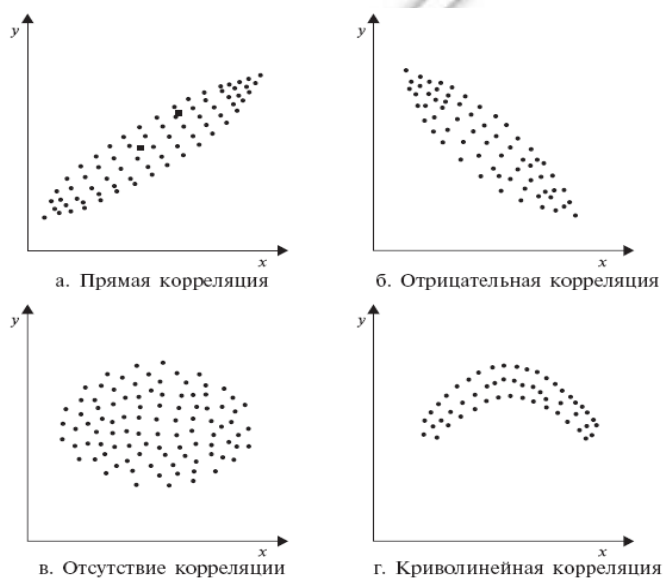 y
y
x
x
а. Прямая корреляция
б. Отрицательная корреляция
y
y
x
x
в. Отсутствие корреляции
г. Криволинейная корреляция